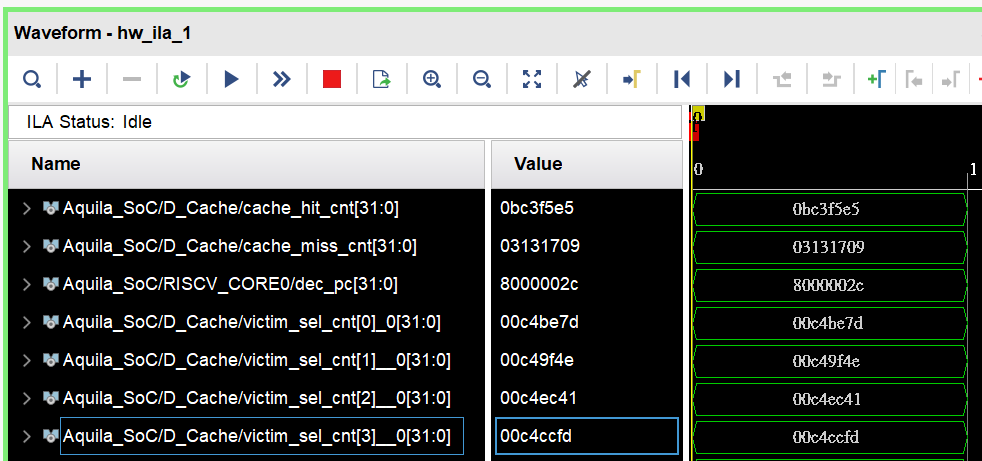 Waveform - hw_ila_1
ILA Status: Idle
Name Value 0 1
Aquila_SoC/D_Cache/cache_hit_cnt[31:0] 0bc3f5e5 0bc3f5e5
Aquila_SoC/D_Cache/cache_miss_cnt[31:0] 03131709 03131709
Aquila_SoC/RISCV_CORE0/dec_pc[31:0] 8000002c 8000002c
Aquila_SoC/D_Cache/victim_sel_cnt[0]_0[31:0] 00c4be7d 00c4be7d
Aquila_SoC/D_Cache/victim_sel_cnt[1]__0[31:0] 00c49f4e 00c49f4e
Aquila_SoC/D_Cache/victim_sel_cnt[2]__0[31:0] 00c4ec41 00c4ec41
Aquila_SoC/D_Cache/victim_sel_cnt[3]__0[31:0] 00c4ccfd 00c4ccfd